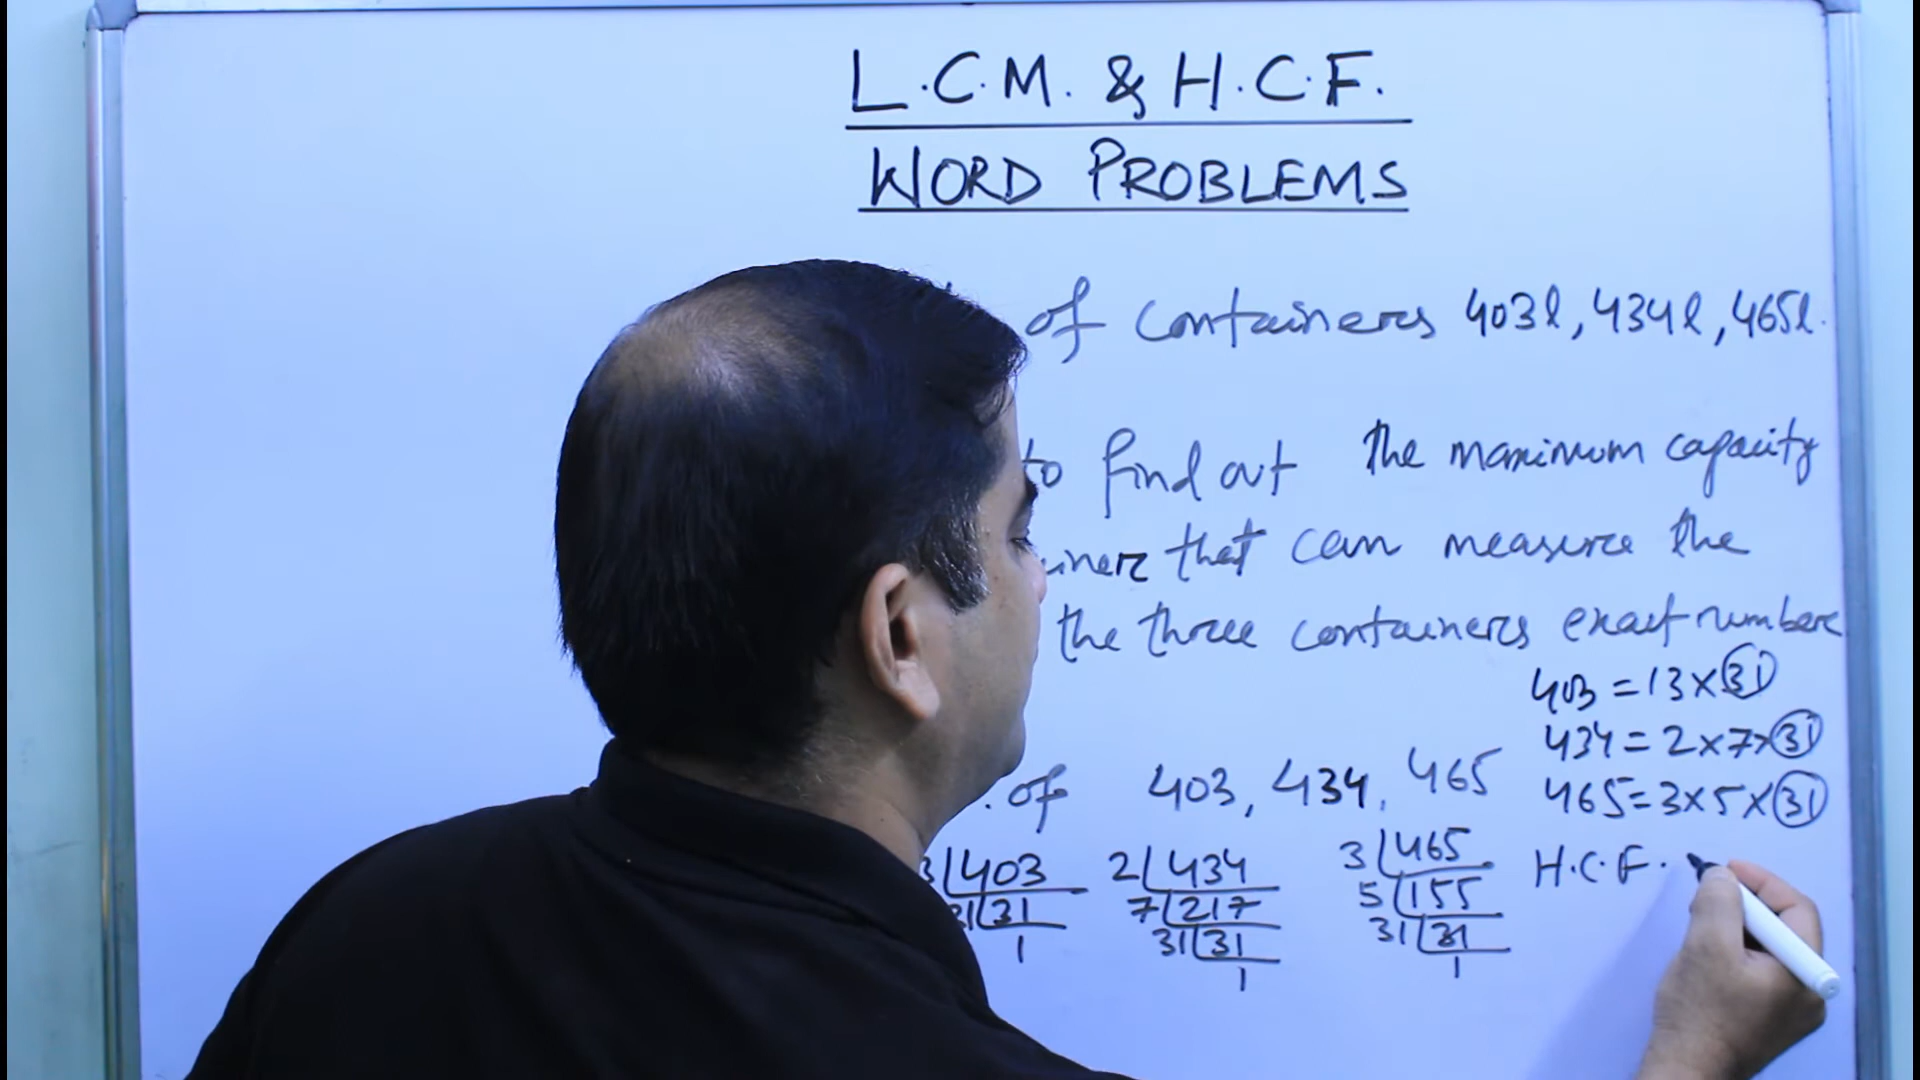 L.C.M. & H.C.F.
WORD PROBLEMS
of containers 403l, 434l, 465l.
to find out the maximum capacity
that can measure the
the three containers exact number
403 = 13 x 31
434 = 2 x 7 x 31
465 = 3 x 5 x 31
. of 403, 434, 465
3 403
31 31
1
2 434
7 217
31 31
1
3 465
5 155
31 31
1
H.C.F.